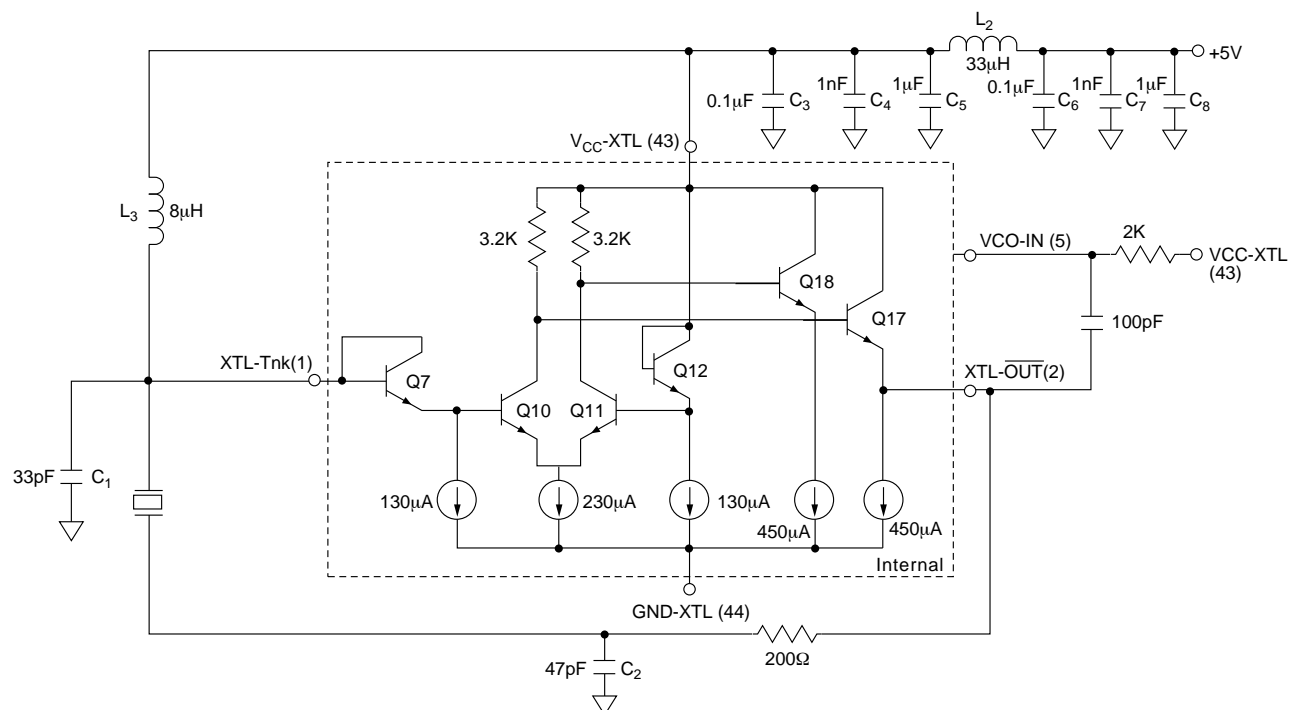 L2
33μH
+5V
0.1μF
C3
1nF
C4
1μF
C5
0.1μF
C6
1nF
C7
1μF
C8
VCC-XTL (43)
L3
8μH
3.2K
3.2K
Q18
Q17
VCO-IN (5)
2K
VCC-XTL
(43)
100pF
XTL-Tnk(1)
Q7
Q12
XTL-O̅U̅T̅(2)
Q10
Q11
33pF
C1
130μA
230μA
130μA
450μA
450μA
Internal
GND-XTL (44)
200Ω
47pF
C2